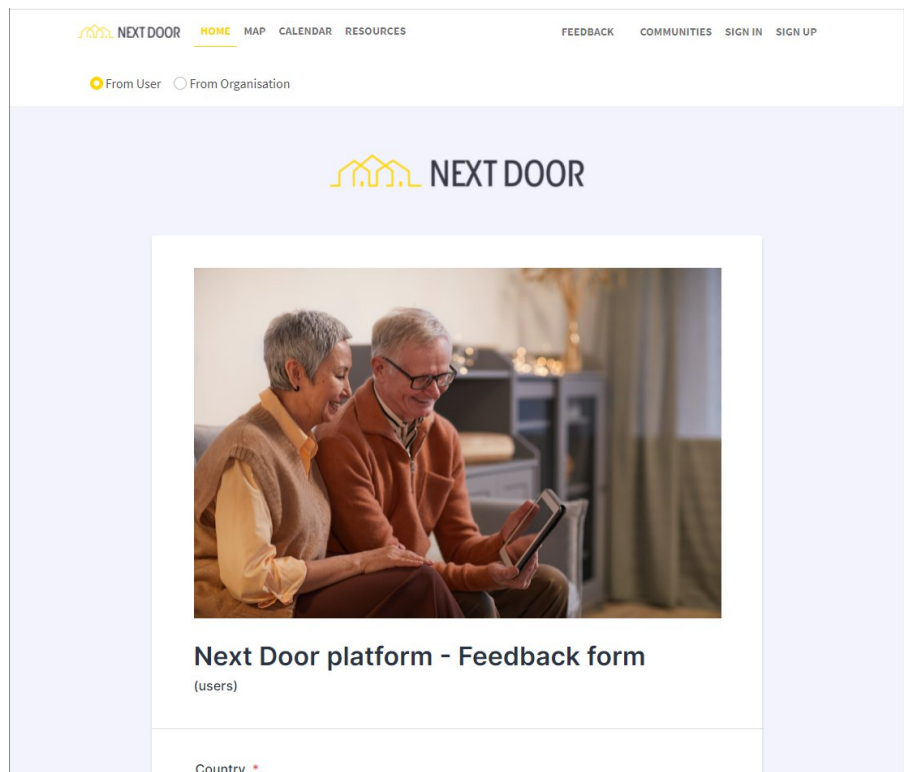 NEXT DOOR HOME MAP CALENDAR RESOURCES FEEDBACK COMMUNITIES SIGN IN SIGN UP
From User From Organisation
NEXT DOOR
Next Door platform - Feedback form
(users)
Country *